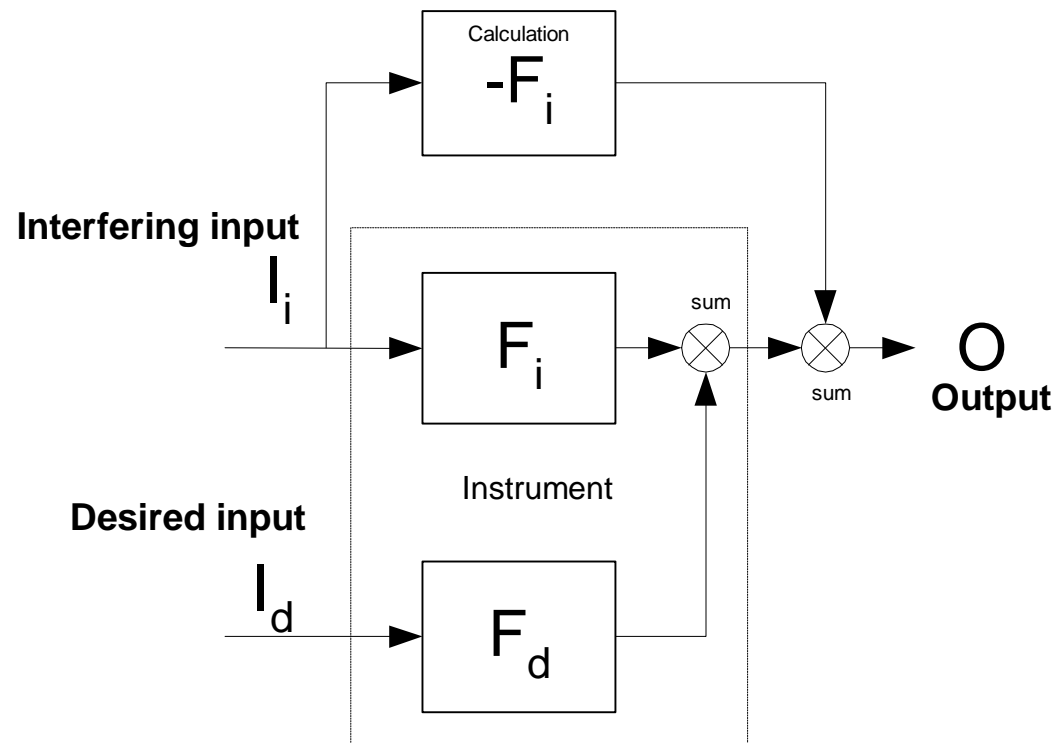 Calculation
-Fi
Interfering input
Ii
Fi
sum
sum
O
Output
Instrument
Desired input
Id
Fd